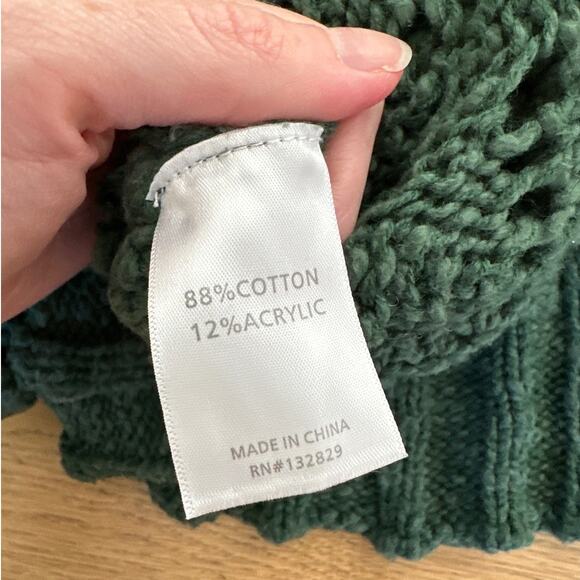 88%COTTON
12%ACRYLIC
MADE IN CHINA
RN#132829